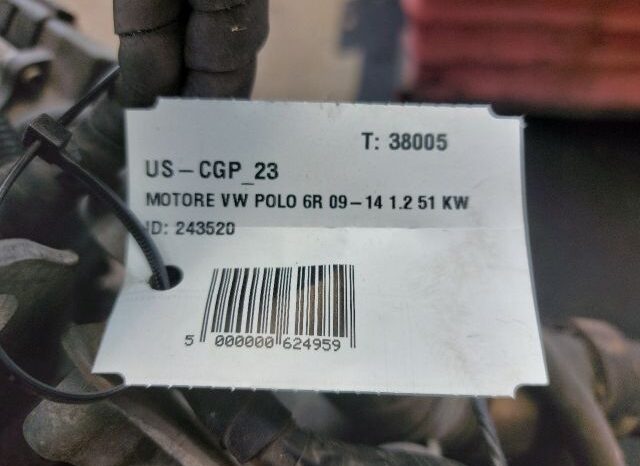 T: 38005
US-CGP_23
MOTORE VW POLO 6R 09-14 1.2 51 KW
ID: 243520
5 000000 624959